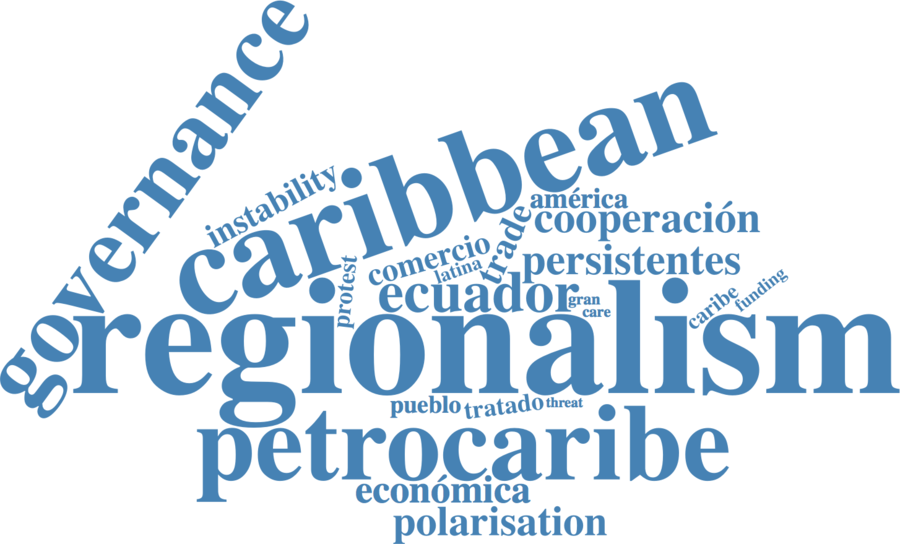 governance
caribbean
instability
américa
cooperación
trade
comercio
latina
persistentes
protest
ecuador
gran
care
caribe
funding
regionalism
pueblo
tratado
threat
petrocaribe
económica
polarisation